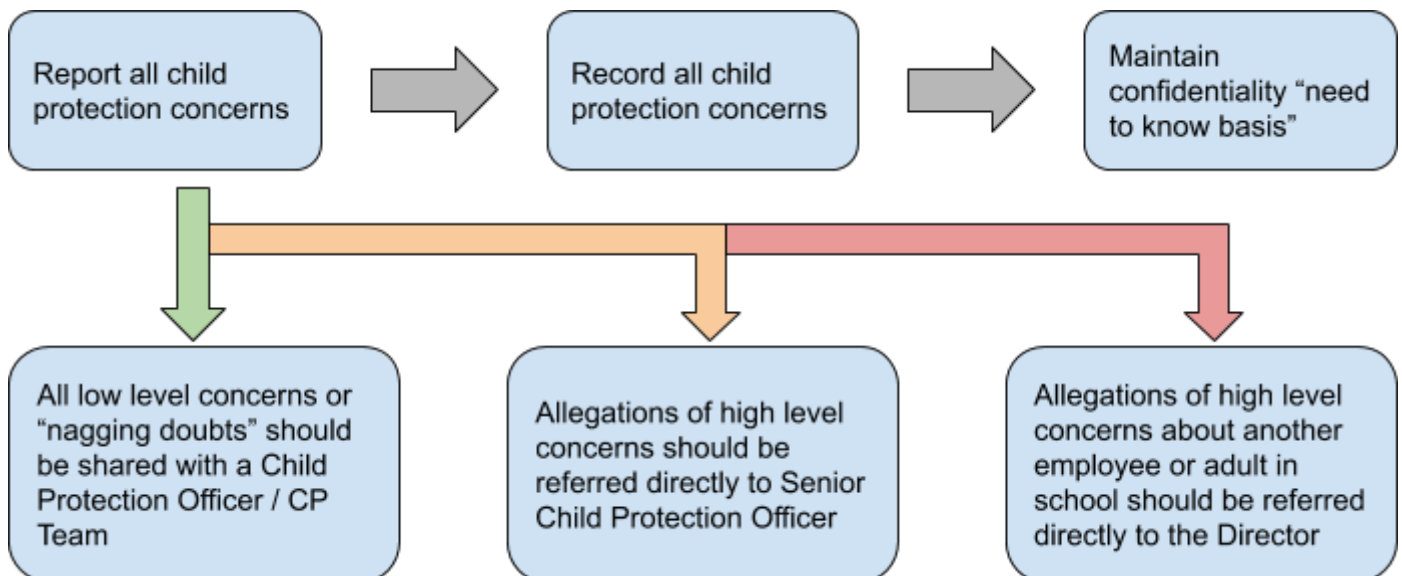 Report all child
protection concerns
Record all child
protection concerns
Maintain
confidentiality “need
to know basis”
All low level concerns or
“nagging doubts” should
be shared with a Child
Protection Officer / CP
Team
Allegations of high level
concerns should be
referred directly to Senior
Child Protection Officer
Allegations of high level
concerns about another
employee or adult in
school should be referred
directly to the Director